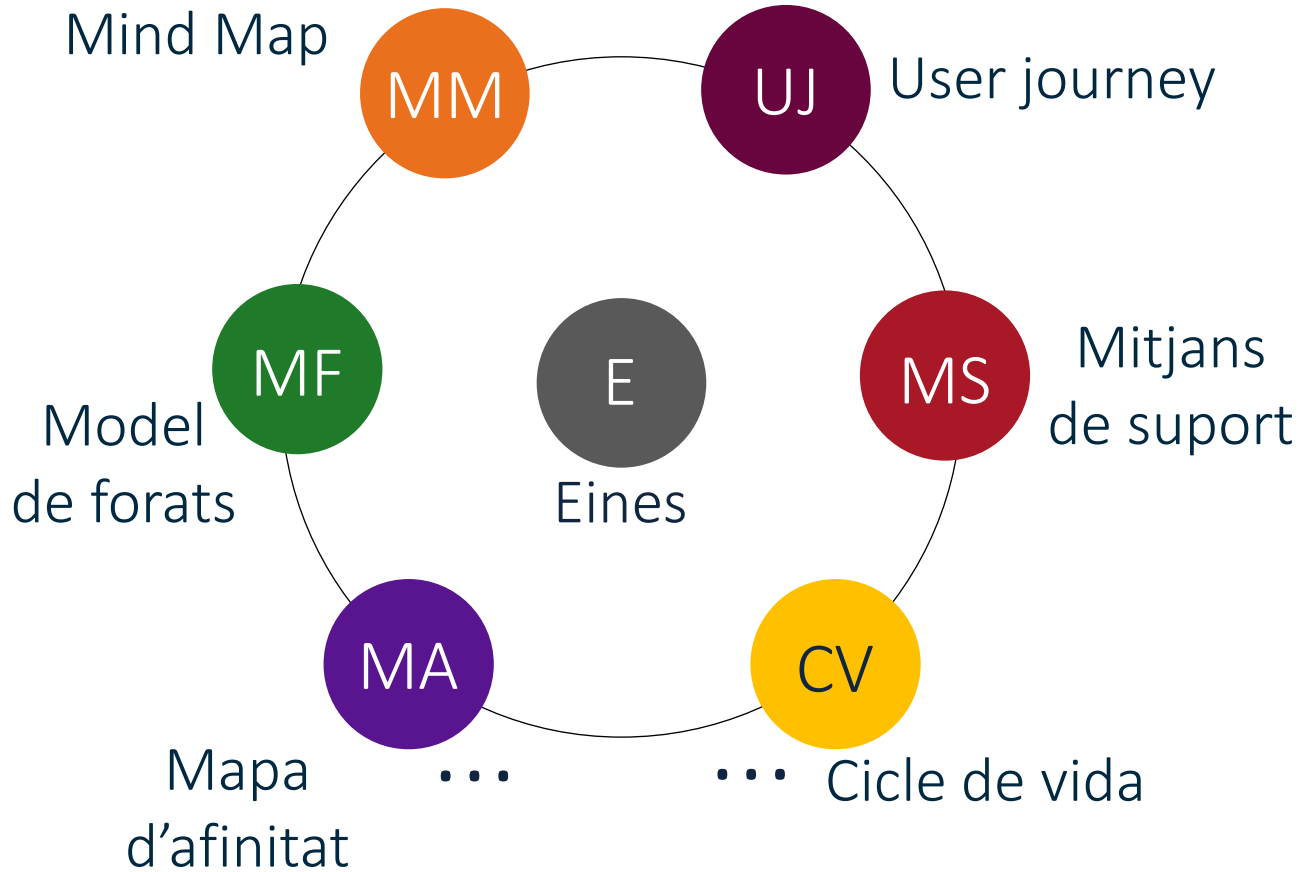 Mind Map
MM
UJ
User journey
MF
Model
de forats
E
Eines
MS
Mitjans
de suport
MA
Mapa
d’afinitat
...
...
CV
Cicle de vida